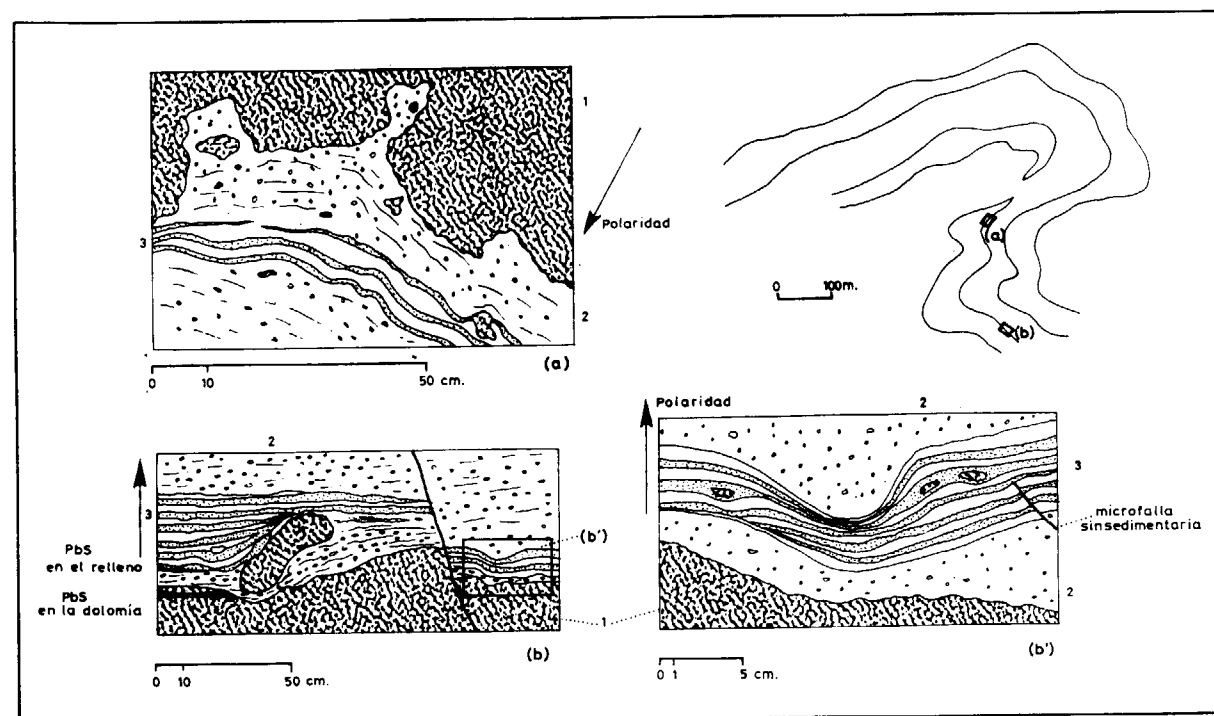 1
Polaridad
3
2
(a)
0 10 50 cm.
(a)
0 100m.
(b)
Polaridad
2
2
3
3
(b')
microfalla
sinsedimentaria
PbS
en el relleno
PbS
en la dolomía
2
1
(b)
(b')
0 10 50 cm.
0 1 5 cm.